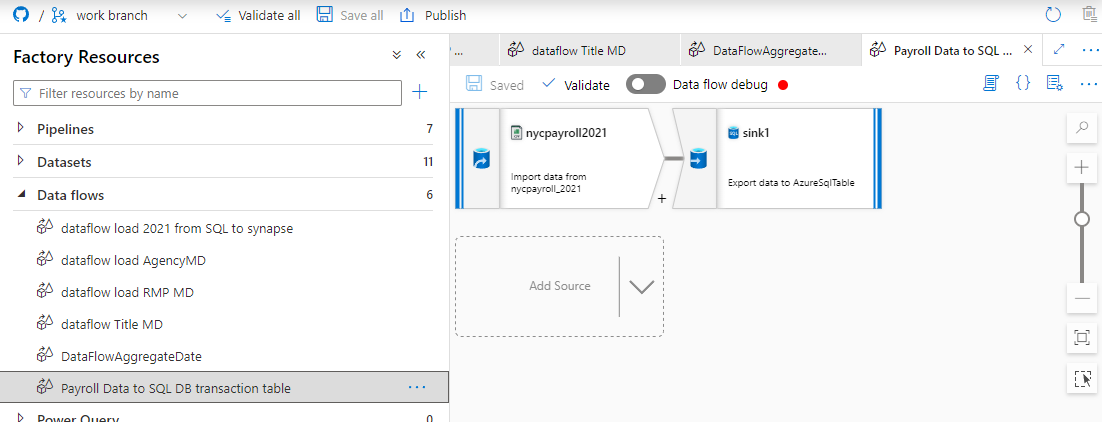 / work branch Validate all Save all Publish
Factory Resources
Filter resources by name
Pipelines 7
Datasets 11
Data flows 6
dataflow load 2021 from SQL to synapse
dataflow load AgencyMD
dataflow load RMP MD
dataflow Title MD
DataFlowAggregateDate
Payroll Data to SQL DB transaction table ...
Power Query 0
... dataflow Title MD DataFlowAggregate... Payroll Data to SQL ... ...
Saved Validate Data flow debug {} ...
nycpayroll2021
Import data from
nycpayroll_2021
+
SQL
sink1
Export data to AzureSqlTable
Add Source